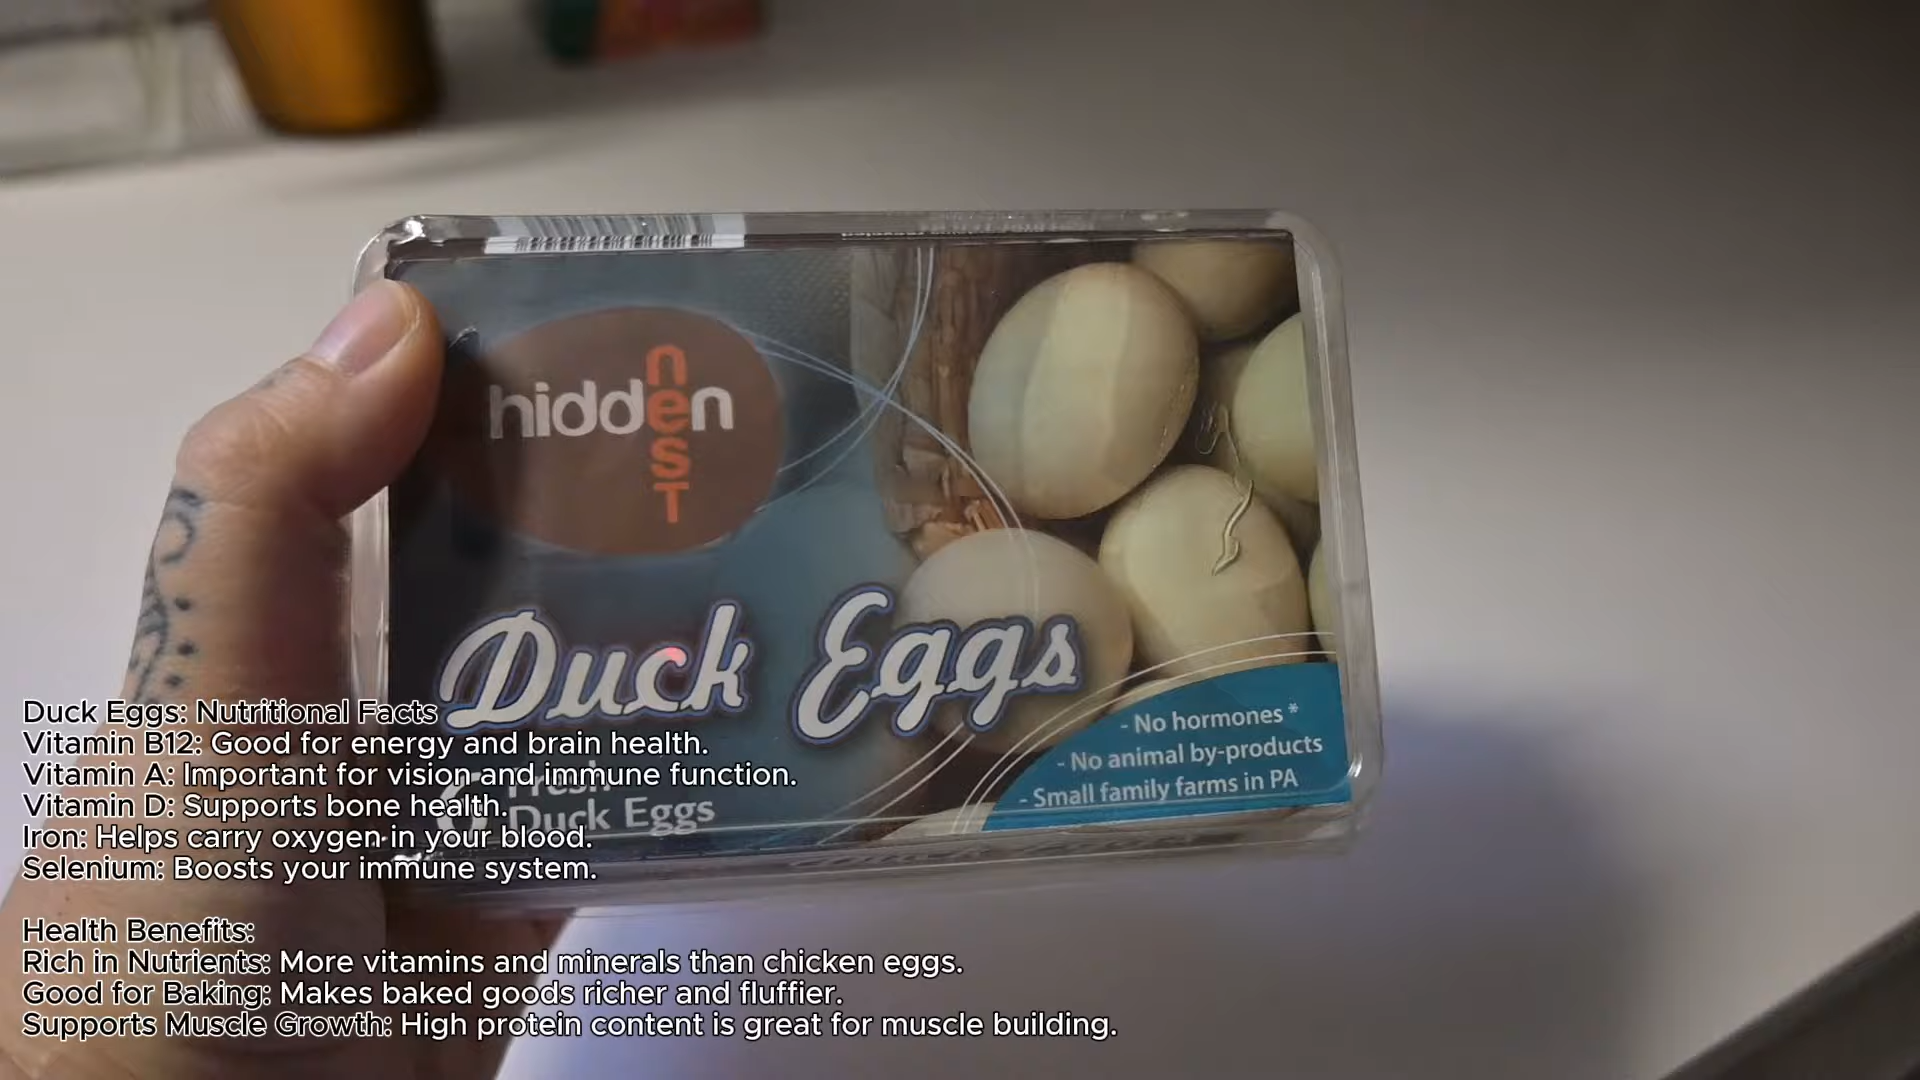 hidden
nest
Duck Eggs
- No hormones *
- No animal by-products
- Small family farms in PA
6 Fresh
Duck Eggs
Duck Eggs: Nutritional Facts
Vitamin B12: Good for energy and brain health.
Vitamin A: Important for vision and immune function.
Vitamin D: Supports bone health.
Iron: Helps carry oxygen in your blood.
Selenium: Boosts your immune system.
Health Benefits:
Rich in Nutrients: More vitamins and minerals than chicken eggs.
Good for Baking: Makes baked goods richer and fluffier.
Supports Muscle Growth: High protein content is great for muscle building.